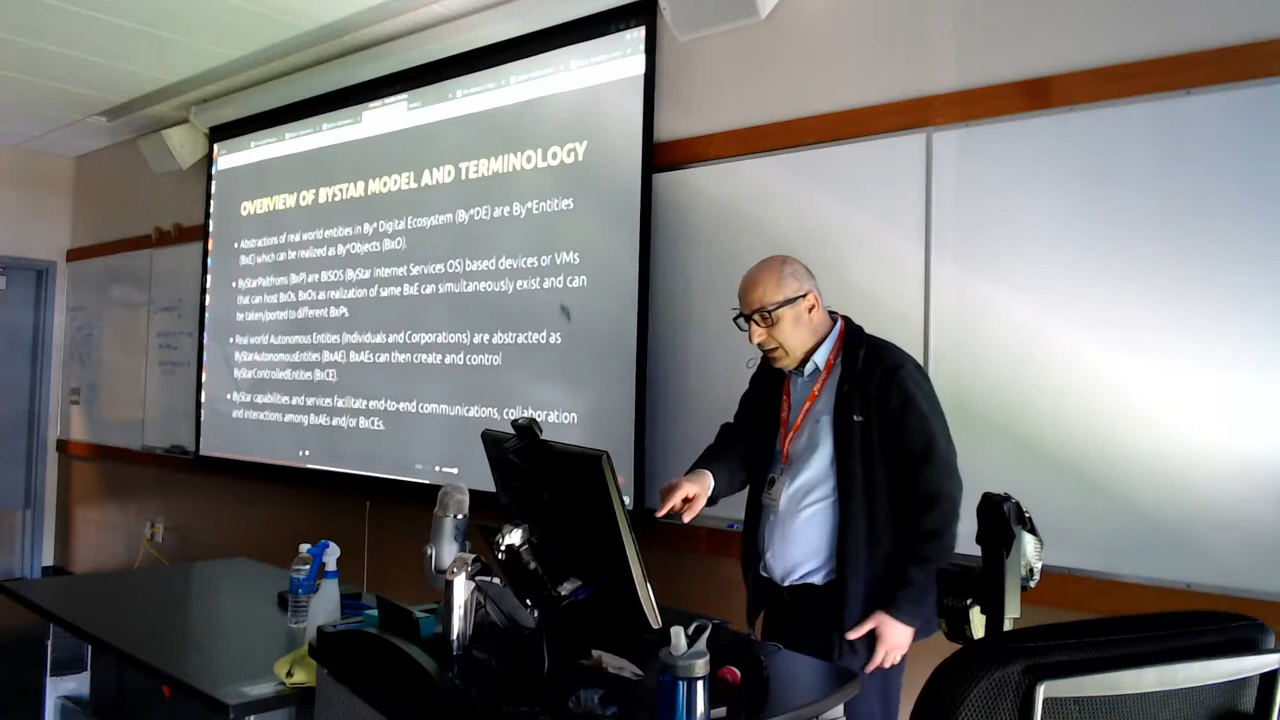 OVERVIEW OF BYSTAR MODEL AND TERMINOLOGY
• Abstractions of real world entities in By* Digital Ecosystem (By*DE) are By*Entities
(BxE) which can be realized as By*Objects (BxO).
• ByStarPaltfroms (BxP) are BISOS (ByStar Internet Services OS) based devices or VMs
that can host BxOs. BxOs as realization of same BxE can simultaneously exist and can
be taken/ported to different BxPs.
• Real world Autonomous Entities (Individuals and Corporations) are abstracted as
ByStarAutonomousEntities (BxAE). BxAEs can then create and control
ByStarControlledEntities (BxCE).
• ByStar capabilities and services facilitate end-to-end communications, collaboration
and interactions among BxAEs and/or BxCEs.